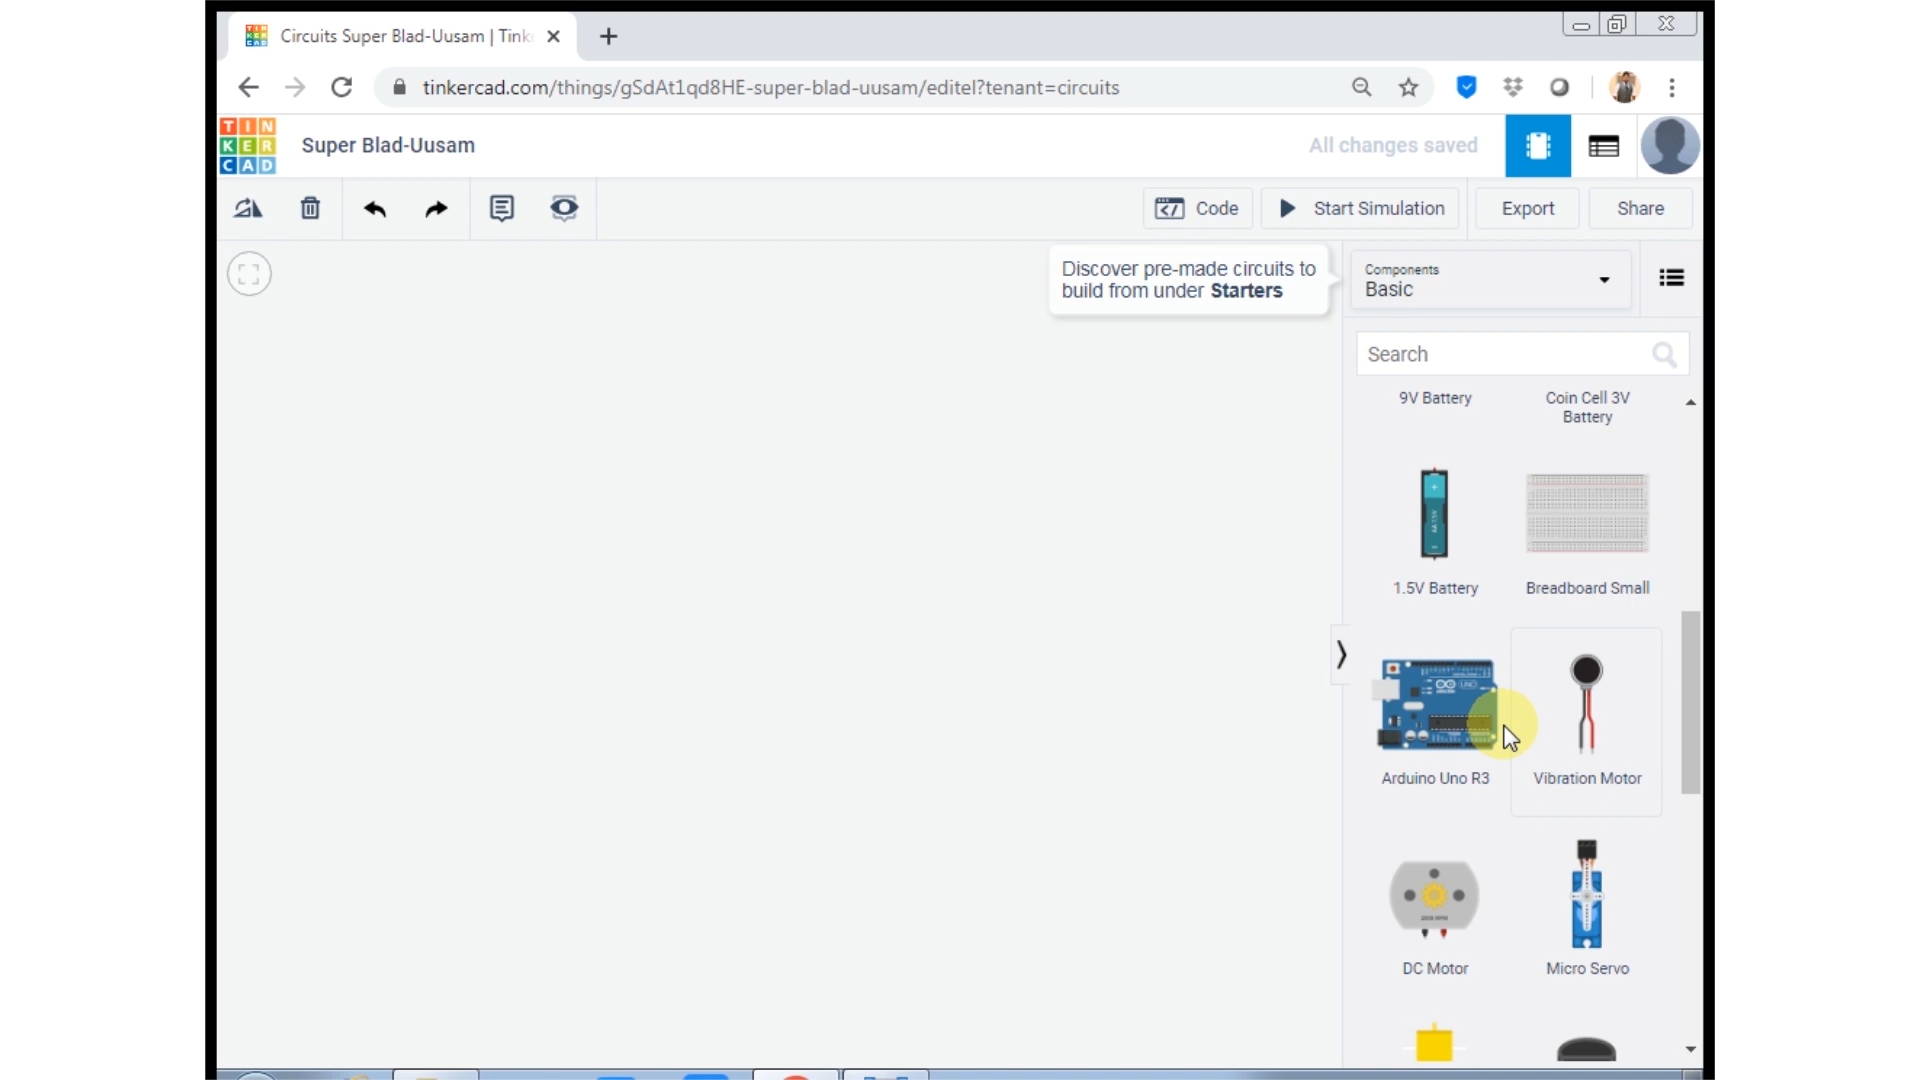 Circuits Super Blad-Uusam | Tink
tinkercad.com/things/gSdAt1qd8HE-super-blad-uusam/editel?tenant=circuits
TIN
KER
CAD
Super Blad-Uusam
All changes saved
Code
Start Simulation
Export
Share
Discover pre-made circuits to
build from under Starters
Components
Basic
Search
9V Battery
Coin Cell 3V
Battery
1.5V Battery
Breadboard Small
Arduino Uno R3
Vibration Motor
DC Motor
Micro Servo